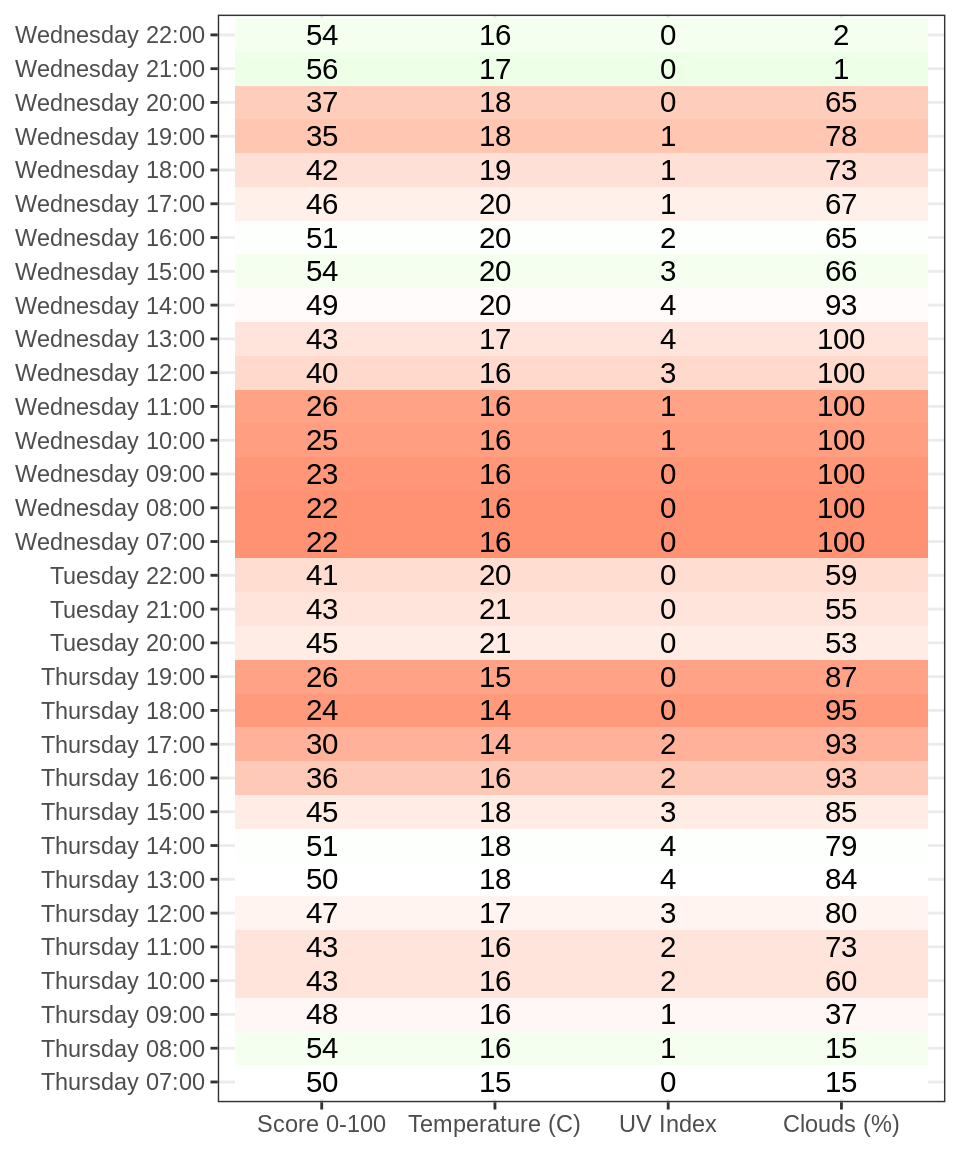 Wednesday 22:00 54 16 0 2
Wednesday 21:00 56 17 0 1
Wednesday 20:00 37 18 0 65
Wednesday 19:00 35 18 1 78
Wednesday 18:00 42 19 1 73
Wednesday 17:00 46 20 1 67
Wednesday 16:00 51 20 2 65
Wednesday 15:00 54 20 3 66
Wednesday 14:00 49 20 4 93
Wednesday 13:00 43 17 4 100
Wednesday 12:00 40 16 3 100
Wednesday 11:00 26 16 1 100
Wednesday 10:00 25 16 1 100
Wednesday 09:00 23 16 0 100
Wednesday 08:00 22 16 0 100
Wednesday 07:00 22 16 0 100
Tuesday 22:00 41 20 0 59
Tuesday 21:00 43 21 0 55
Tuesday 20:00 45 21 0 53
Thursday 19:00 26 15 0 87
Thursday 18:00 24 14 0 95
Thursday 17:00 30 14 2 93
Thursday 16:00 36 16 2 93
Thursday 15:00 45 18 3 85
Thursday 14:00 51 18 4 79
Thursday 13:00 50 18 4 84
Thursday 12:00 47 17 3 80
Thursday 11:00 43 16 2 73
Thursday 10:00 43 16 2 60
Thursday 09:00 48 16 1 37
Thursday 08:00 54 16 1 15
Thursday 07:00 50 15 0 15
Score 0-100 Temperature (C) UV Index Clouds (%)